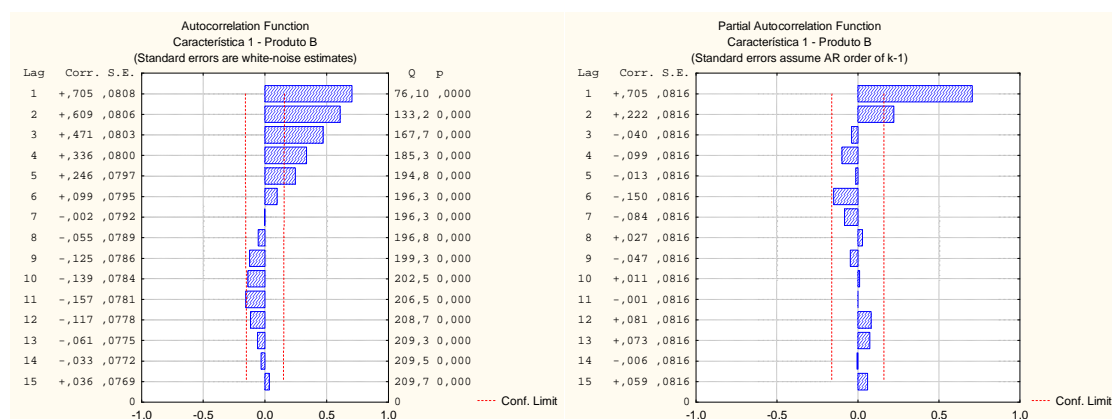 Autocorrelation Function
Característica 1 - Produto B
(Standard errors are white-noise estimates)
Lag Corr. S.E. Q p
1 +,705 ,0808 76,10 ,0000
2 +,609 ,0806 133,2 0,000
3 +,471 ,0803 167,7 0,000
4 +,336 ,0800 185,3 0,000
5 +,246 ,0797 194,8 0,000
6 +,099 ,0795 196,3 0,000
7 -,002 ,0792 196,3 0,000
8 -,055 ,0789 196,8 0,000
9 -,125 ,0786 199,3 0,000
10 -,139 ,0784 202,5 0,000
11 -,157 ,0781 206,5 0,000
12 -,117 ,0778 208,7 0,000
13 -,061 ,0775 209,3 0,000
14 -,033 ,0772 209,5 0,000
15 +,036 ,0769 209,7 0,000
0 0
-1.0 -0.5 0.0 0.5 1.0
Conf. Limit
Partial Autocorrelation Function
Característica 1 - Produto B
(Standard errors assume AR order of k-1)
Lag Corr. S.E.
1 +,705 ,0816
2 +,222 ,0816
3 -,040 ,0816
4 -,099 ,0816
5 -,013 ,0816
6 -,150 ,0816
7 -,084 ,0816
8 +,027 ,0816
9 -,047 ,0816
10 +,011 ,0816
11 -,001 ,0816
12 +,081 ,0816
13 +,073 ,0816
14 -,006 ,0816
15 +,059 ,0816
0
-1.0 -0.5 0.0 0.5 1.0
Conf. Limit